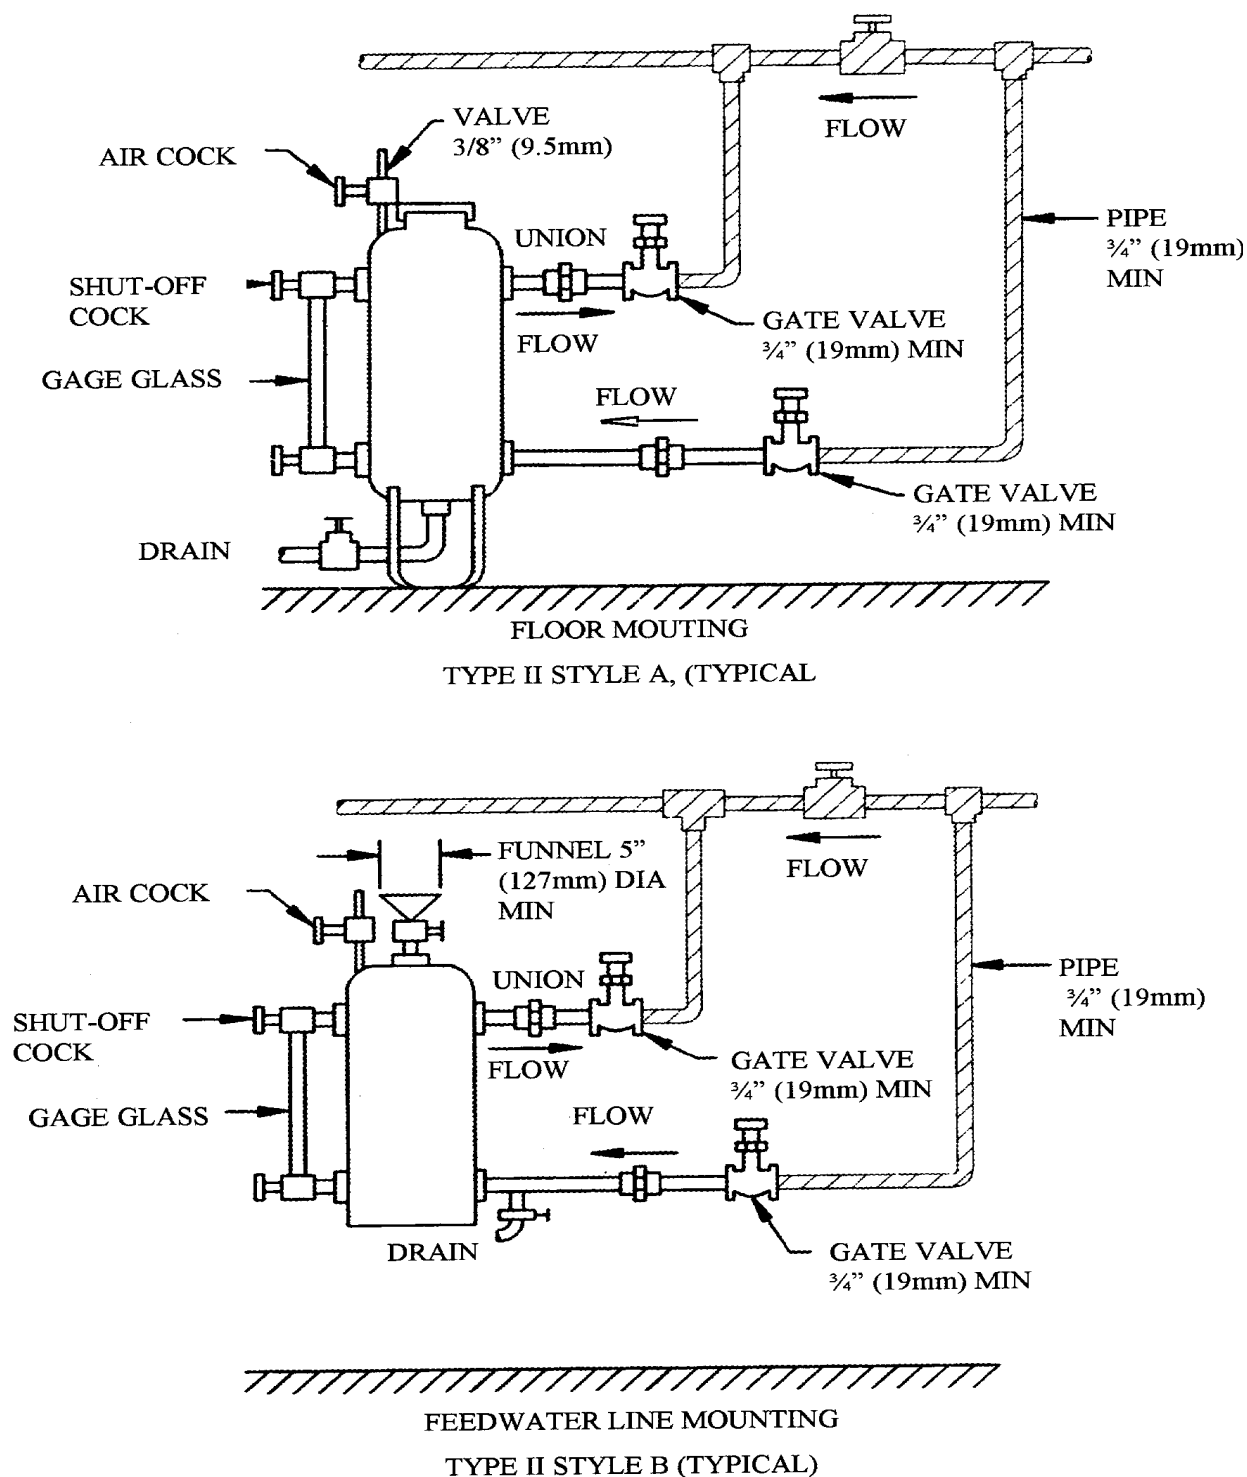 VALVE
3/8” (9.5mm)
AIR COCK
FLOW
UNION
PIPE
¾” (19mm)
MIN
SHUT-OFF
COCK
FLOW
GATE VALVE
¾” (19mm) MIN
GAGE GLASS
FLOW
GATE VALVE
¾” (19mm) MIN
DRAIN
FLOOR MOUTING
TYPE II STYLE A, (TYPICAL
FUNNEL 5”
(127mm) DIA
MIN
FLOW
AIR COCK
UNION
PIPE
¾” (19mm)
MIN
SHUT-OFF
COCK
FLOW
GATE VALVE
¾” (19mm) MIN
GAGE GLASS
FLOW
DRAIN
GATE VALVE
¾” (19mm) MIN
FEEDWATER LINE MOUNTING
TYPE II STYLE B (TYPICAL)